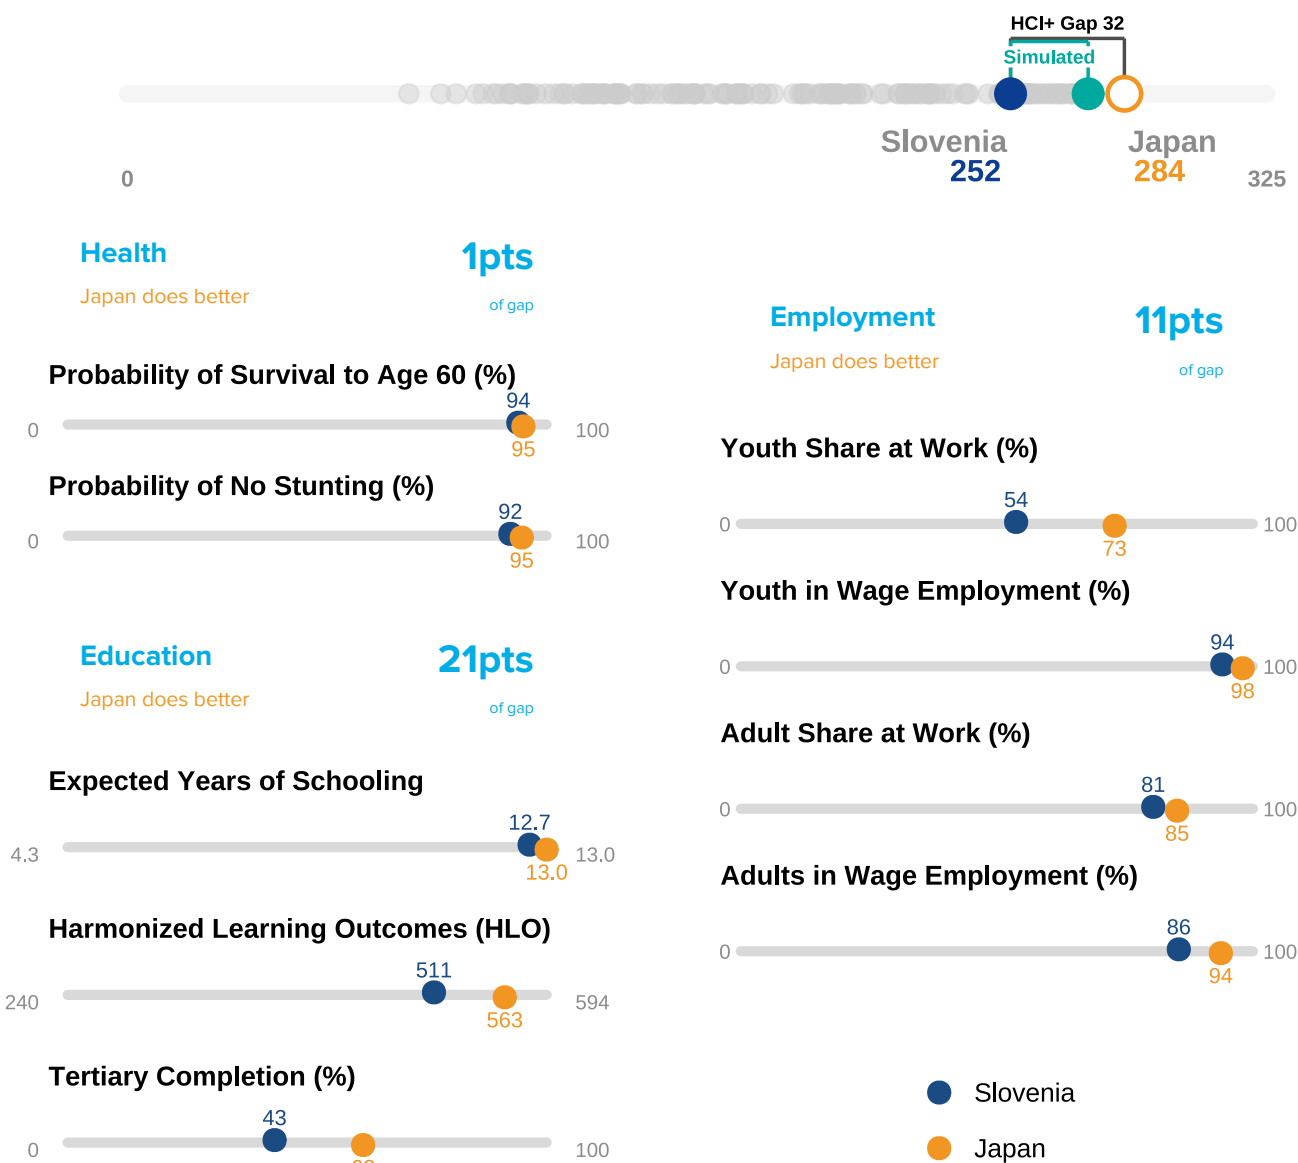 HCI+ Gap 32
Simulated
Slovenia
252
Japan
284
0
325
Health
1pts
Japan does better
of gap
Probability of Survival to Age 60 (%)
94
0
100
95
Probability of No Stunting (%)
92
0
100
95
Education
21pts
Japan does better
of gap
Expected Years of Schooling
12.7
4.3
13.0
13.0
Harmonized Learning Outcomes (HLO)
511
240
594
563
Tertiary Completion (%)
43
0
100
Employment
11pts
Japan does better
of gap
Youth Share at Work (%)
54
0
100
73
Youth in Wage Employment (%)
94
0
100
98
Adult Share at Work (%)
81
0
100
85
Adults in Wage Employment (%)
86
0
100
94
Slovenia
Japan